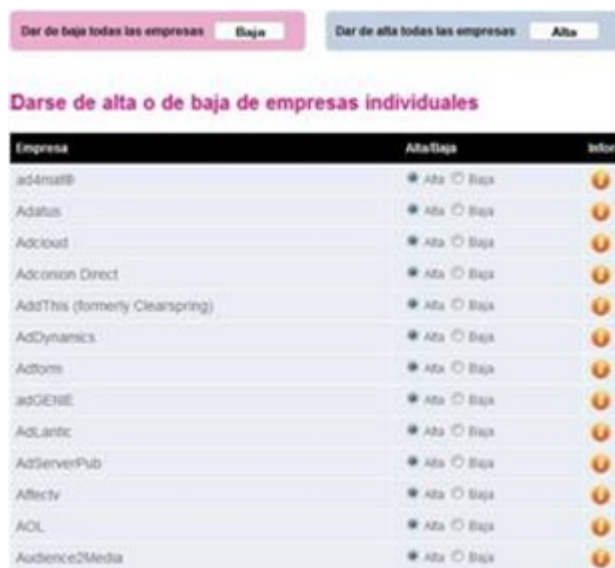 Dar de baja todas las empresas Baja Dar de alta todas las empresas Alta
Darse de alta o de baja de empresas individuales
Empresa Alta/Baja Infor
ad4mat® Alta Baja
Adatus Alta Baja
Adcloud Alta Baja
Adconion Direct Alta Baja
AddThis (formerly Clearspring) Alta Baja
AdDynamics Alta Baja
Adform Alta Baja
adGENIE Alta Baja
AdLantic Alta Baja
AdServerPub Alta Baja
Affectv Alta Baja
AOL Alta Baja
Audience2Media Alta Baja